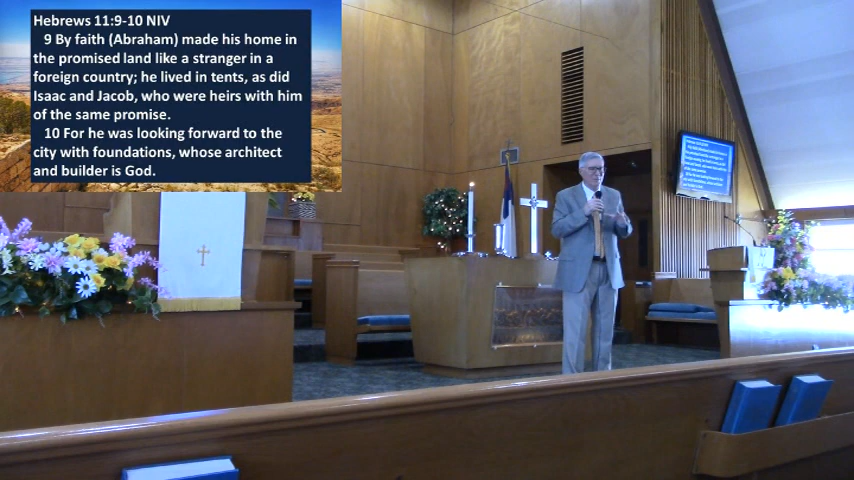 Hebrews 11:9-10 NIV
9 By faith (Abraham) made his home in
the promised land like a stranger in a
foreign country; he lived in tents, as did
Isaac and Jacob, who were heirs with him
of the same promise.
10 For he was looking forward to the
city with foundations, whose architect
and builder is God.